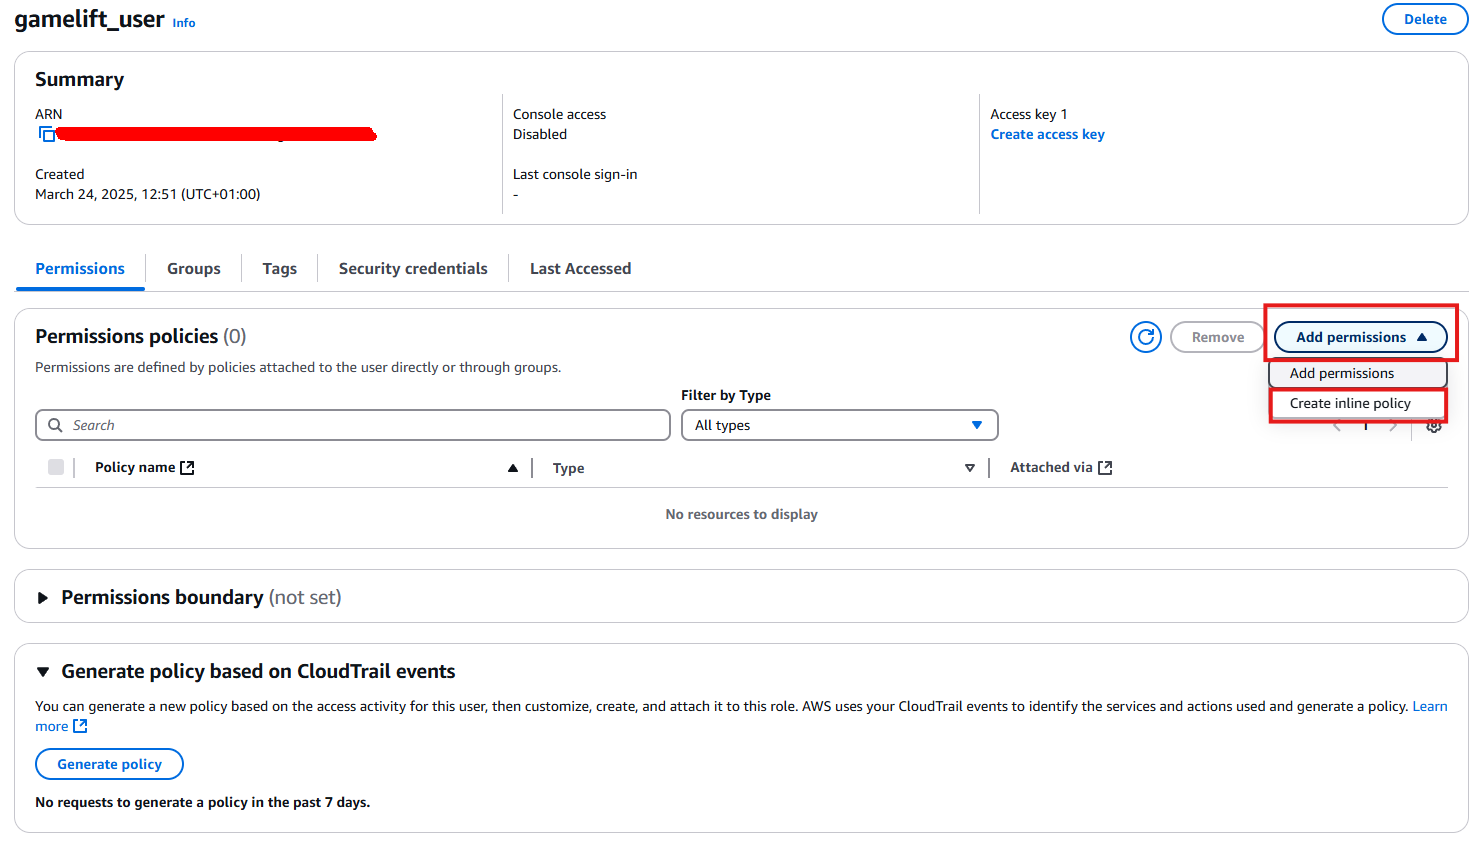 gamelift_user Info
Delete
Summary
ARN
Created
March 24, 2025, 12:51 (UTC+01:00)
Console access
Disabled
Last console sign-in
-
Access key 1
Create access key
Permissions
Groups
Tags
Security credentials
Last Accessed
Permissions policies (0)
Permissions are defined by policies attached to the user directly or through groups.
Remove
Add permissions
Add permissions
Create inline policy
Filter by Type
Search
All types
1
Policy name
Type
Attached via
No resources to display
Permissions boundary (not set)
Generate policy based on CloudTrail events
You can generate a new policy based on the access activity for this user, then customize, create, and attach it to this role. AWS uses your CloudTrail events to identify the services and actions used and generate a policy. Learn
more
Generate policy
No requests to generate a policy in the past 7 days.